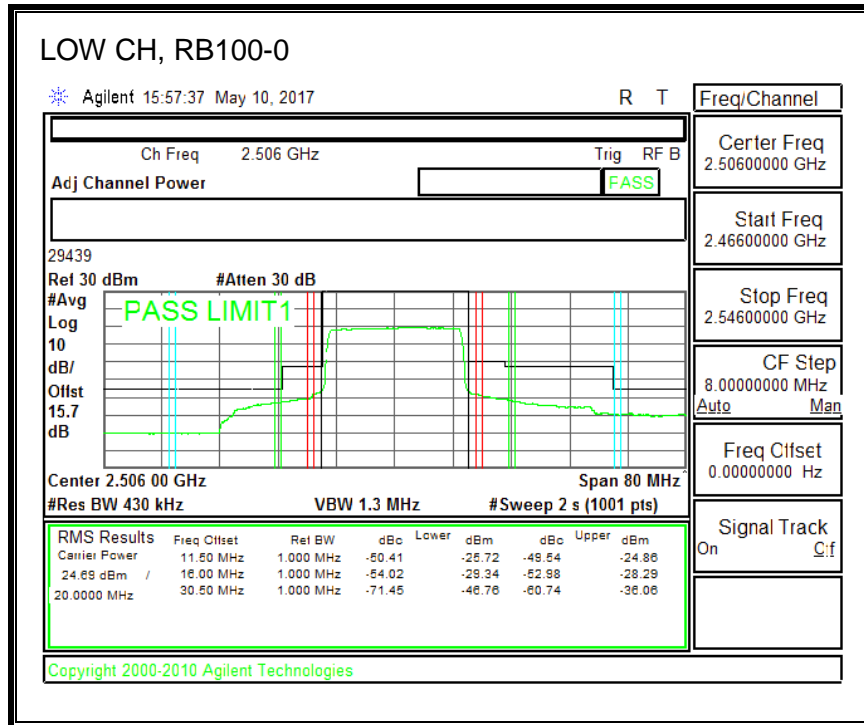 LOW CH, RB100-0
Agilent 15:57:37 May 10, 2017 R T
Freq/Channel
Ch Freq 2.506 GHz Trig RF B
Adj Channel Power PASS
Center Freq
2.50600000 GHz
Start Freq
2.46600000 GHz
Stop Freq
2.54600000 GHz
CF Step
8.00000000 MHz
Auto Man
Freq Offset
0.00000000 Hz
Signal Track
On Off
29439
Ref 30 dBm #Atten 30 dB
#Avg
Log
10
dB/
Offst
15.7
dB
PASS LIMIT1
Center 2.506 00 GHz Span 80 MHz
#Res BW 430 kHz VBW 1.3 MHz #Sweep 2 s (1001 pts)
RMS Results Freq Offset Ref BW dBc Lower dBm dBc Upper dBm
Carrier Power 11.50 MHz 1.000 MHz -50.41 -25.72 -49.54 -24.86
24.69 dBm / 16.00 MHz 1.000 MHz -54.02 -29.34 -52.98 -28.29
20.0000 MHz 30.50 MHz 1.000 MHz -71.45 -46.76 -60.74 -36.06
Copyright 2000-2010 Agilent Technologies